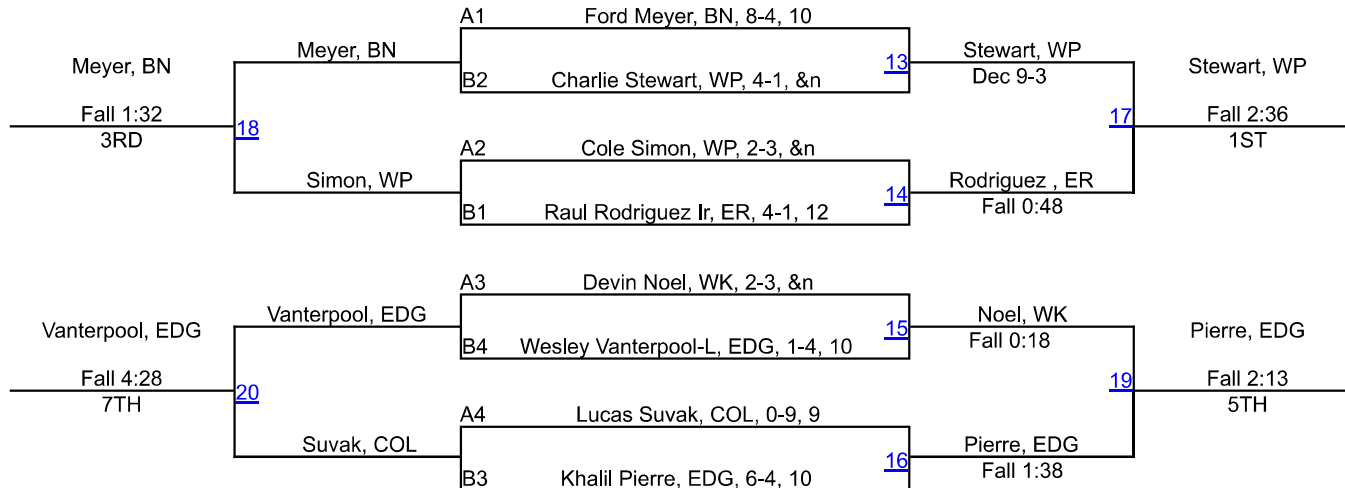 A1 Ford Meyer, BN, 8-4, 10
Meyer, BN Stewart, WP
Meyer, BN 13 Stewart, WP
B2 Charlie Stewart, WP, 4-1, &n Dec 9-3
Fall 1:32 17 Fall 2:36
18
3RD 1ST
A2 Cole Simon, WP, 2-3, &n
Simon, WP 14 Rodriguez , ER
B1 Raul Rodriguez Ir, ER, 4-1, 12 Fall 0:48
A3 Devin Noel, WK, 2-3, &n
Vanterpool, EDG 15 Noel, WK
Vanterpool, EDG Pierre, EDG
B4 Wesley Vanterpool-L, EDG, 1-4, 10 Fall 0:18
Fall 4:28 19 Fall 2:13
20
7TH 5TH
A4 Lucas Suvak, COL, 0-9, 9
Suvak, COL 16 Pierre, EDG
B3 Khalil Pierre, EDG, 6-4, 10 Fall 1:38